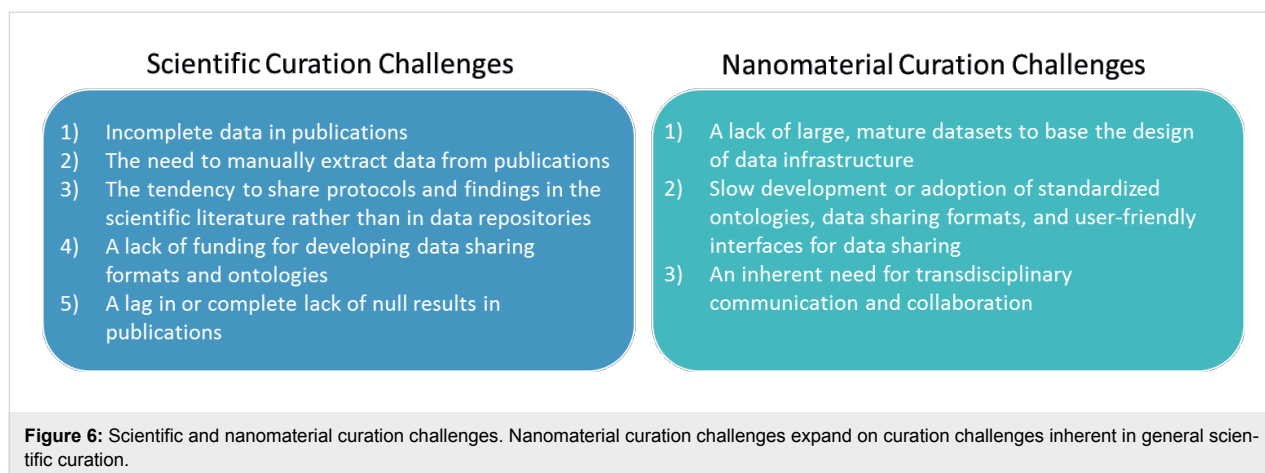 Scientific Curation Challenges
1) Incomplete data in publications
2) The need to manually extract data from publications
3) The tendency to share protocols and findings in the
scientific literature rather than in data repositories
4) A lack of funding for developing data sharing
formats and ontologies
5) A lag in or complete lack of null results in
publications
Nanomaterial Curation Challenges
1) A lack of large, mature datasets to base the design
of data infrastructure
2) Slow development or adoption of standardized
ontologies, data sharing formats, and user-friendly
interfaces for data sharing
3) An inherent need for transdisciplinary
communication and collaboration
Figure 6: Scientific and nanomaterial curation challenges. Nanomaterial curation challenges expand on curation challenges inherent in general scien-
tific curation.